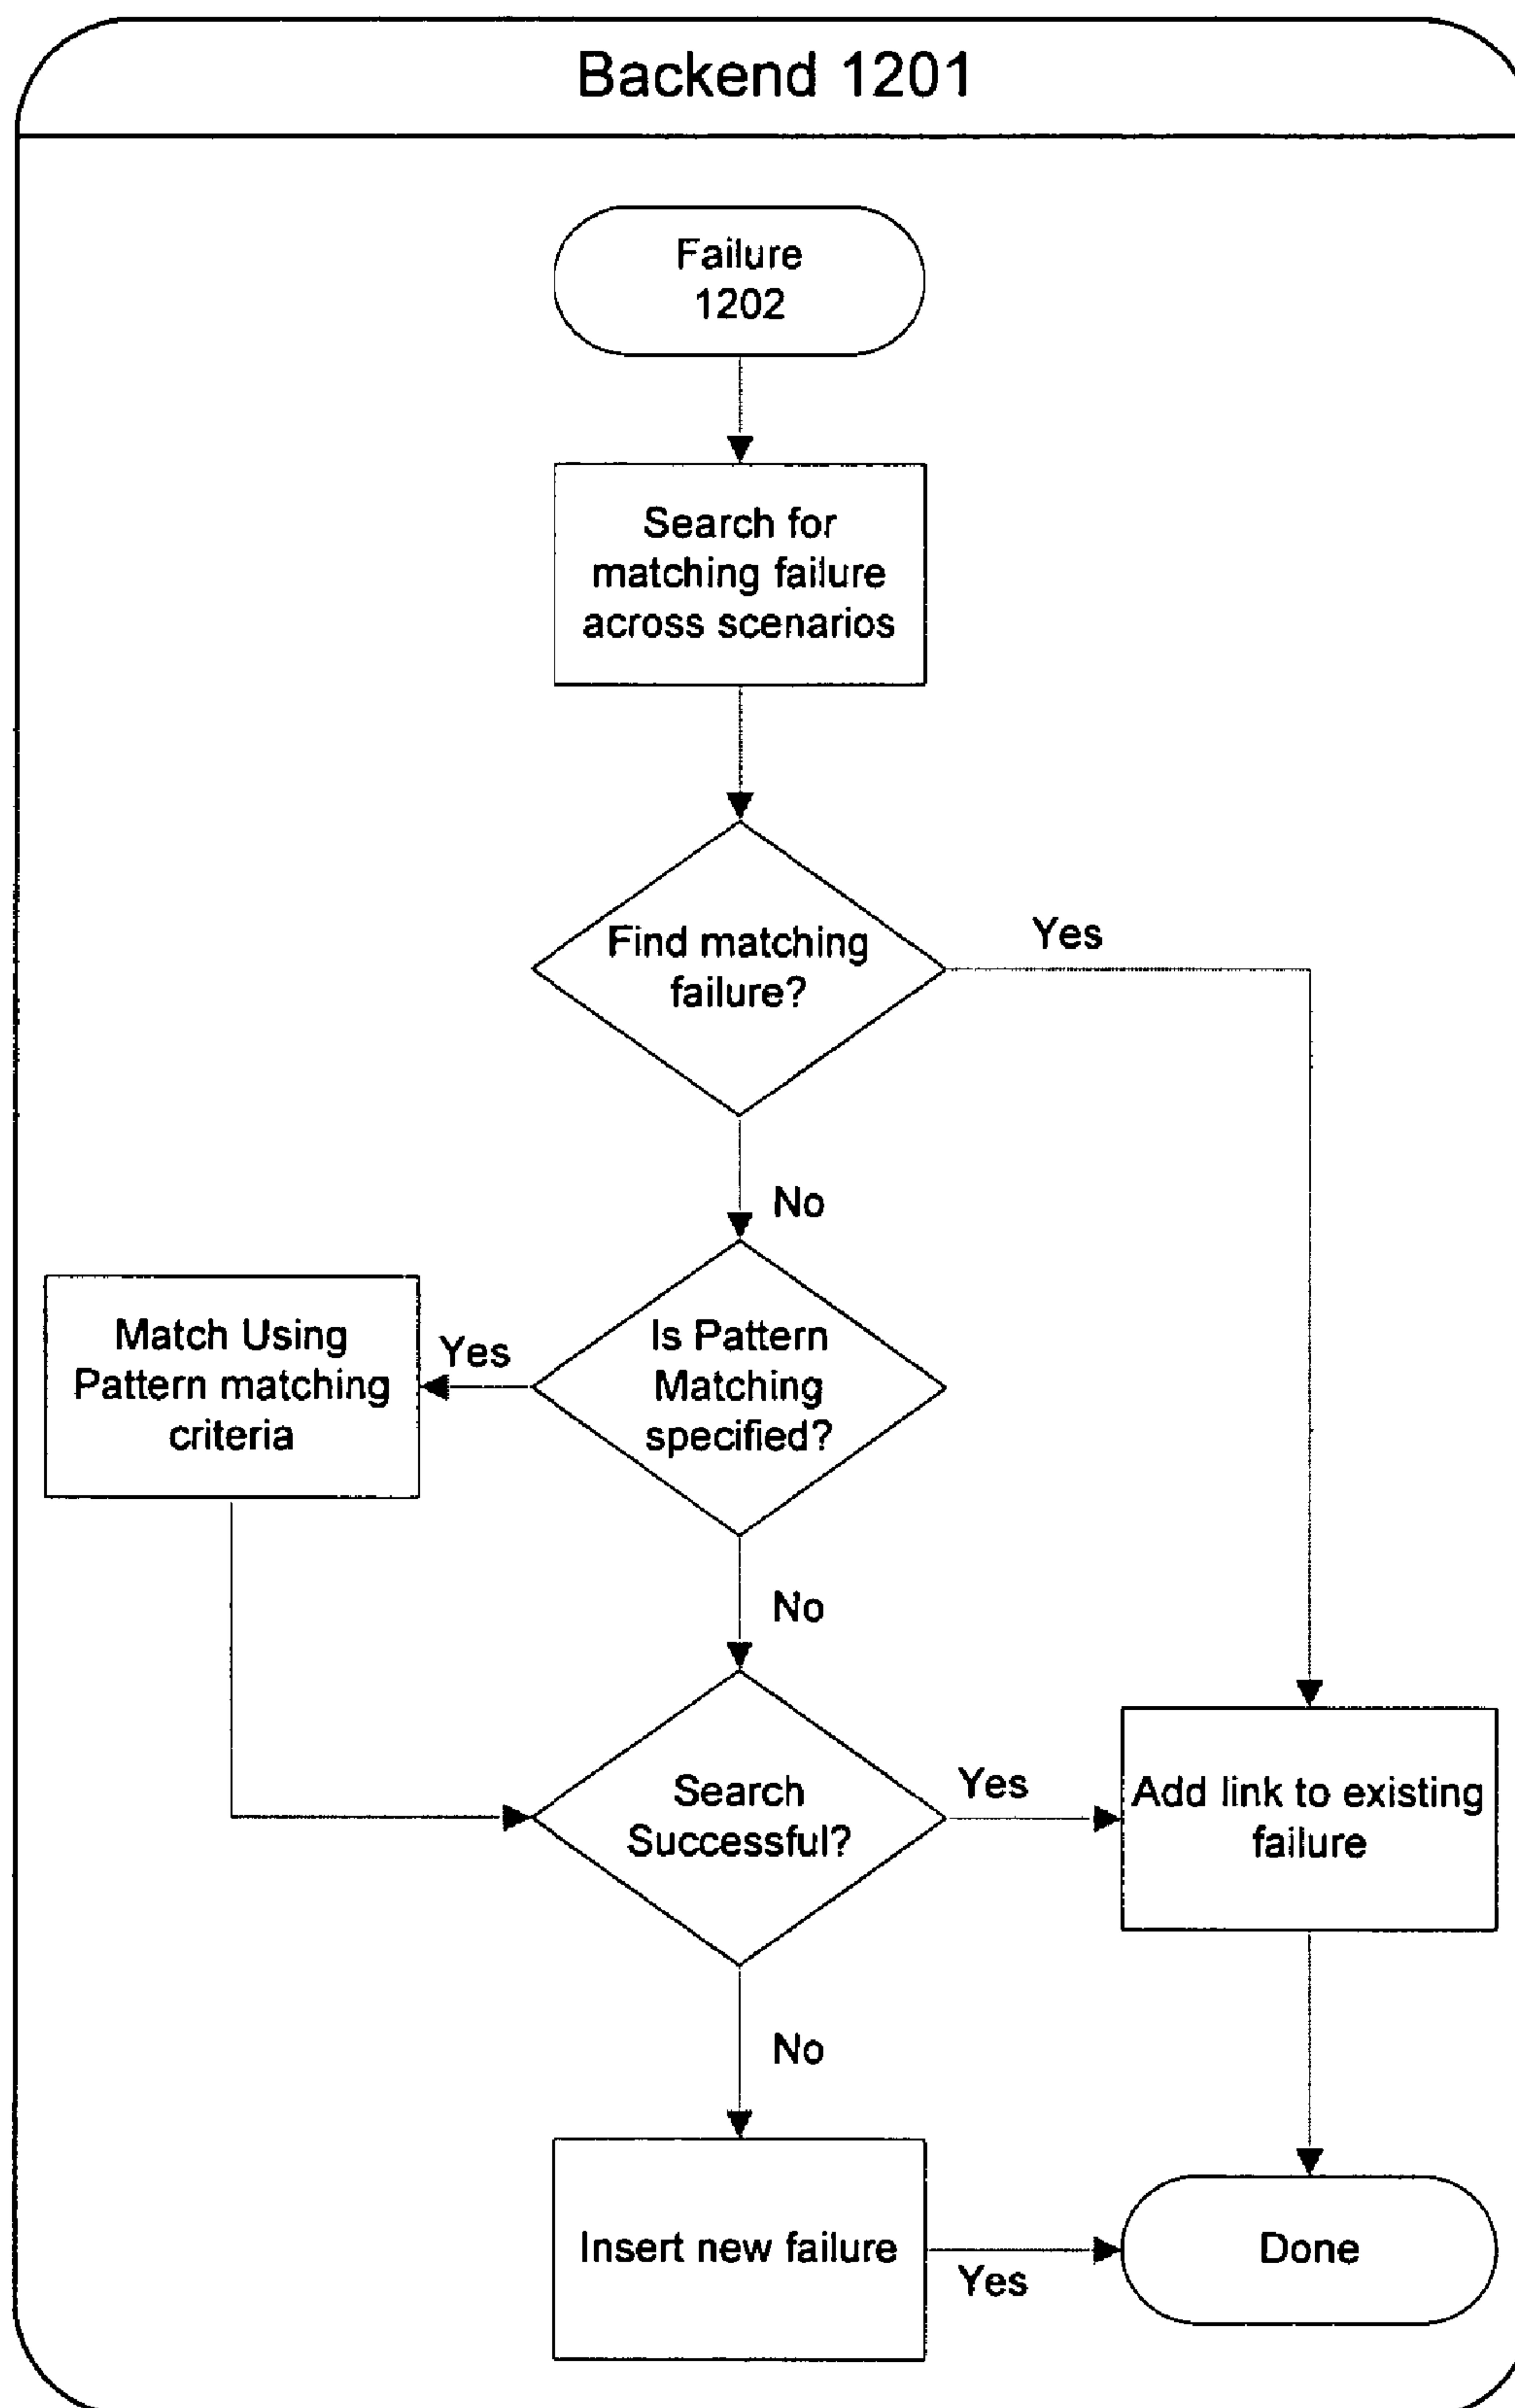 Backend 1201
Failure
1202
Search for
matching failure
across scenarios
Find matching
failure?
Yes
No
Match Using
Pattern matching
criteria
Yes
Is Pattern
Matching
specified?
No
Search
Successful?
Yes
Add link to existing
failure
No
Insert new failure
Yes
Done